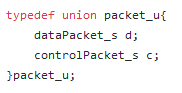 typedef union packet_u{
    dataPacket_s d;
    controlPacket_s c;
}packet_u;